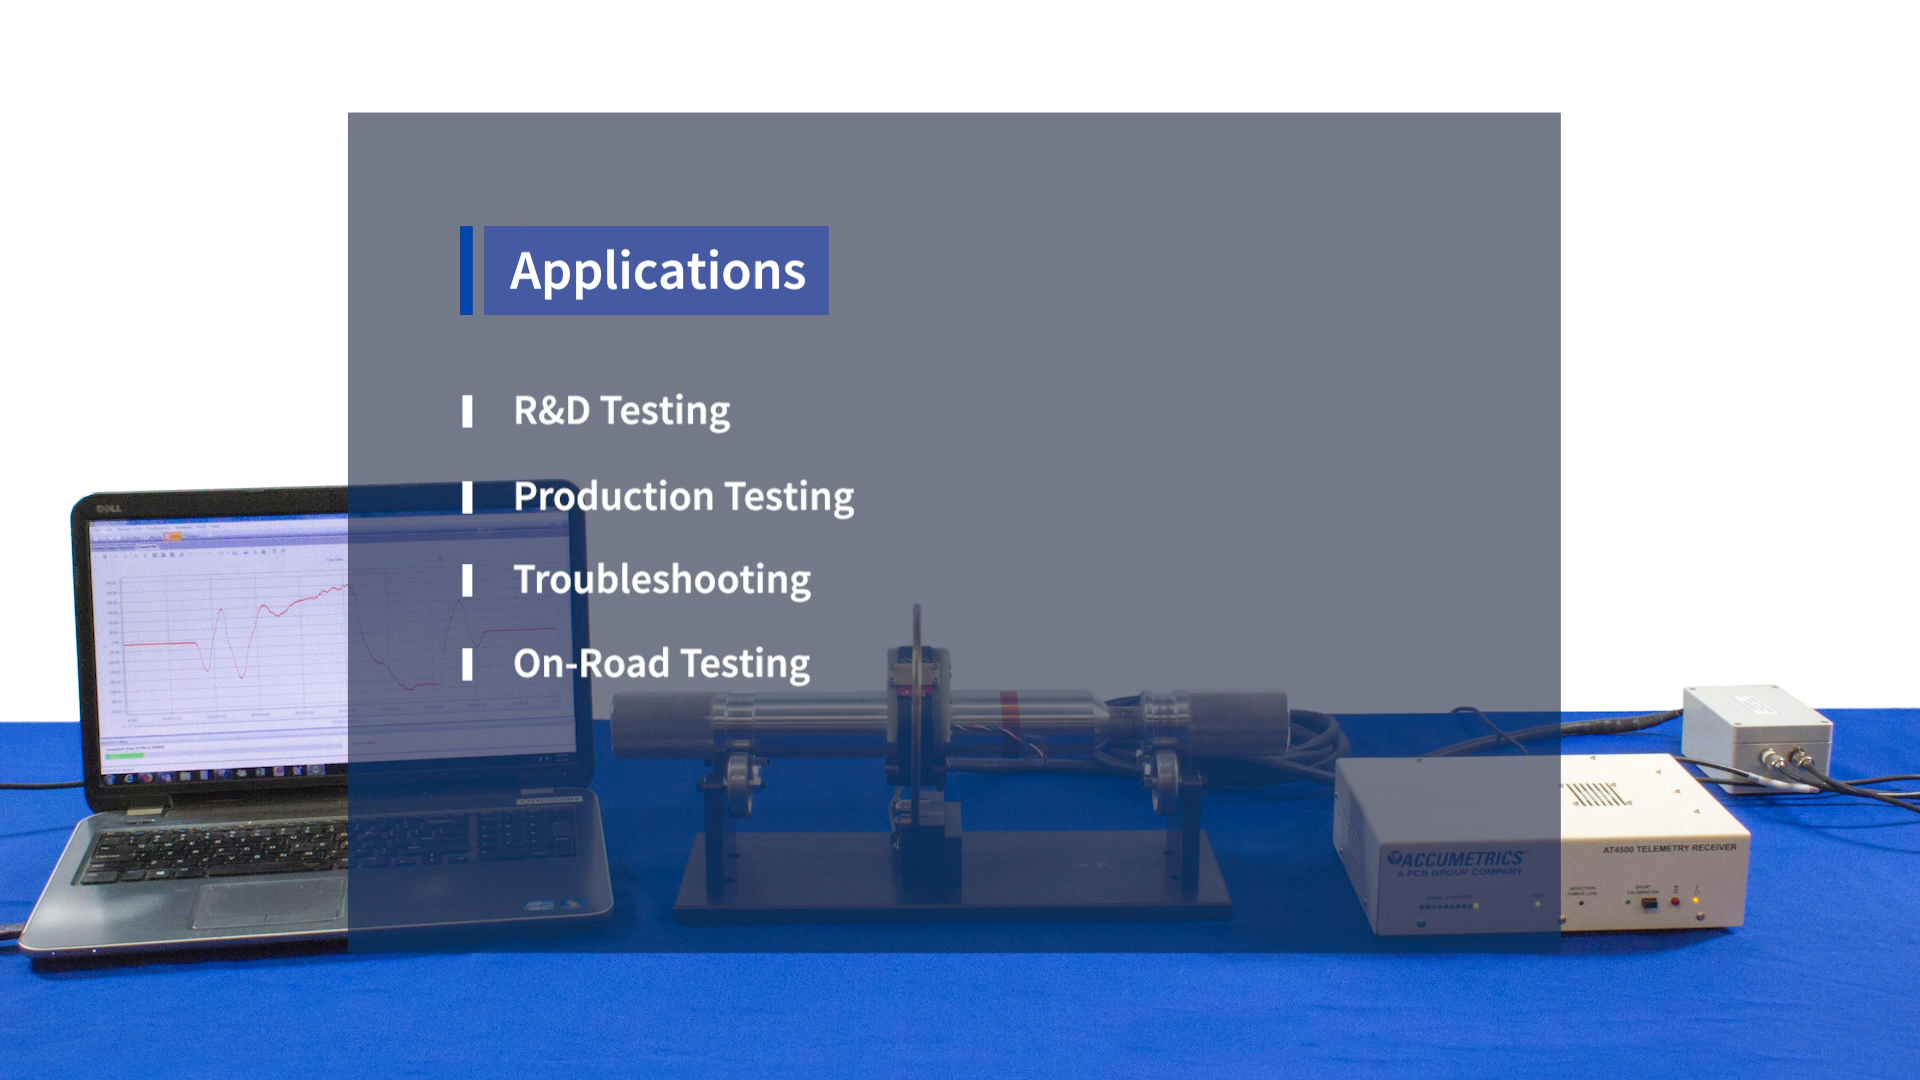 Applications
R&D Testing
Production Testing
Troubleshooting
On-Road Testing
DELL
ACCUMETRICS
A PCB GROUP COMPANY
AT4500 TELEMETRY RECEIVER